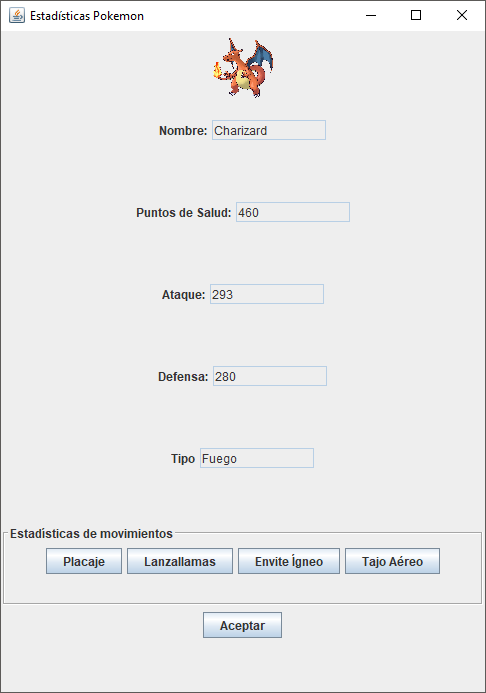 Estadísticas Pokemon
Nombre: Charizard
Puntos de Salud: 460
Ataque: 293
Defensa: 280
Tipo Fuego
Estadísticas de movimientos
Placaje Lanzallamas Envite Ígneo Tajo Aéreo
Aceptar